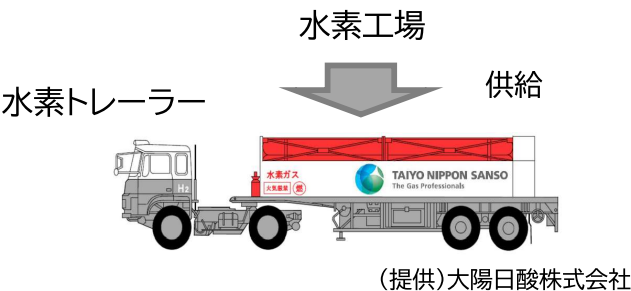 水素工場
供給
水素トレーラー
水素ガス
火気厳禁
燃
H2
TAIYO NIPPON SANSO
The Gas Professionals
(提供)大陽日酸株式会社